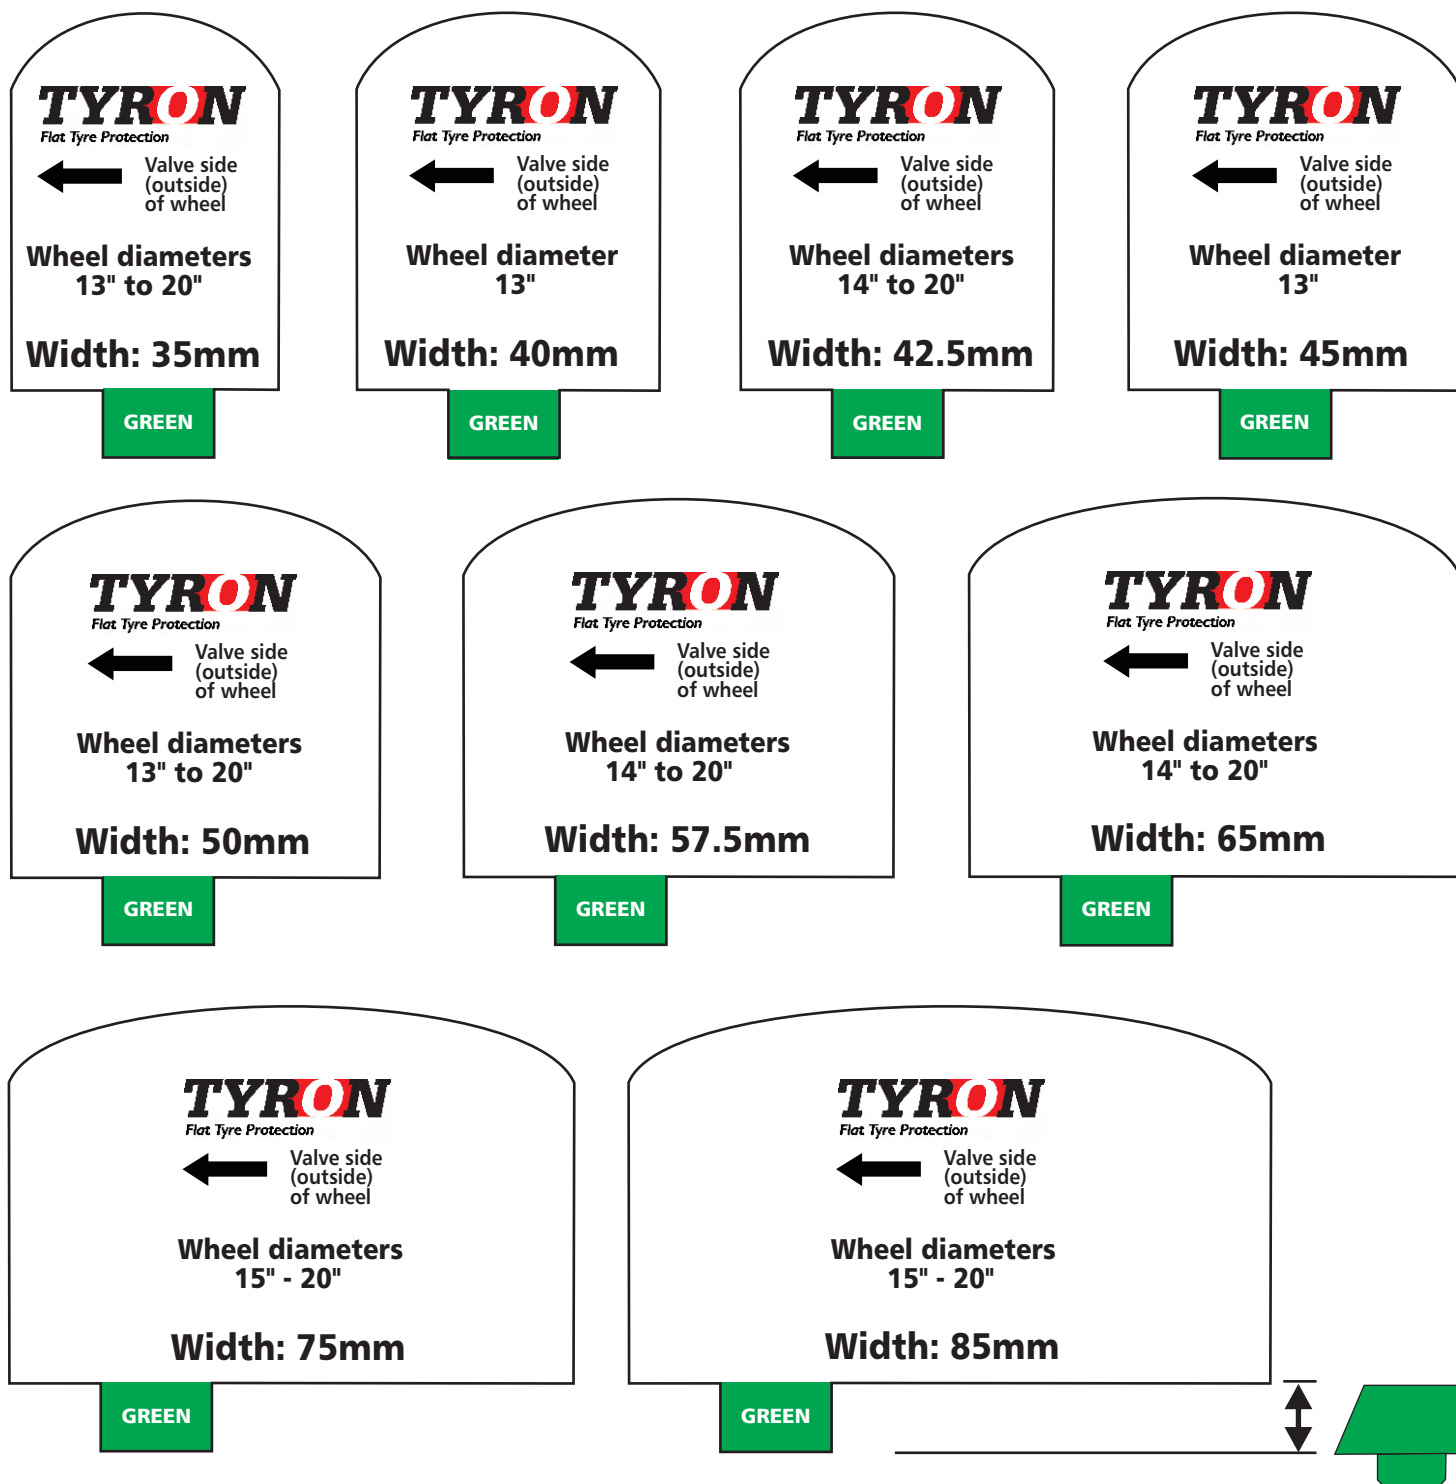 TYRON
Flat Tyre Protection
Valve side
(outside)
of wheel
Wheel diameters
13" to 20"
Width: 35mm
GREEN
TYRON
Flat Tyre Protection
Valve side
(outside)
of wheel
Wheel diameter
13"
Width: 40mm
GREEN
TYRON
Flat Tyre Protection
Valve side
(outside)
of wheel
Wheel diameters
14" to 20"
Width: 42.5mm
GREEN
TYRON
Flat Tyre Protection
Valve side
(outside)
of wheel
Wheel diameter
13"
Width: 45mm
GREEN
TYRON
Flat Tyre Protection
Valve side
(outside)
of wheel
Wheel diameters
13" to 20"
Width: 50mm
GREEN
TYRON
Flat Tyre Protection
Valve side
(outside)
of wheel
Wheel diameters
14" to 20"
Width: 57.5mm
GREEN
TYRON
Flat Tyre Protection
Valve side
(outside)
of wheel
Wheel diameters
14" to 20"
Width: 65mm
GREEN
TYRON
Flat Tyre Protection
Valve side
(outside)
of wheel
Wheel diameters
15" - 20"
Width: 75mm
GREEN
TYRON
Flat Tyre Protection
Valve side
(outside)
of wheel
Wheel diameters
15" - 20"
Width: 85mm
GREEN